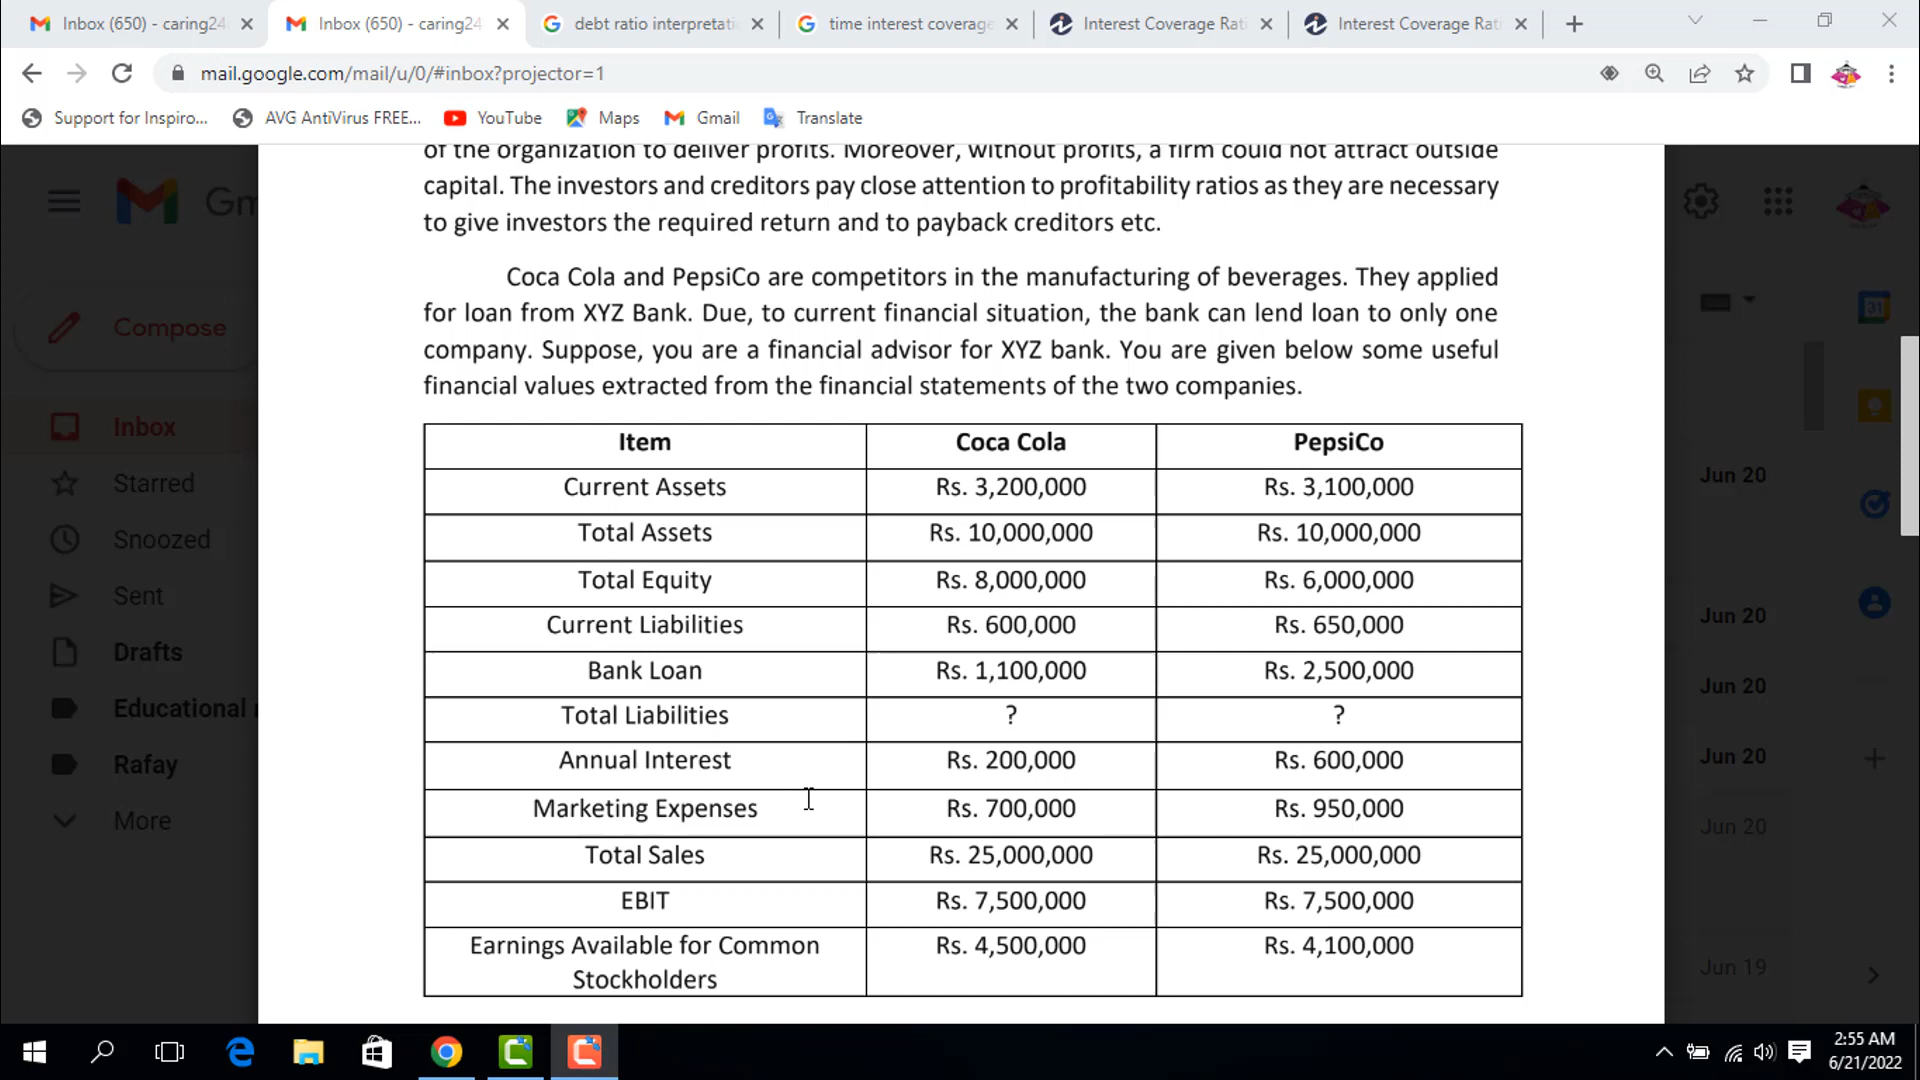 Inbox (650) - caring24
Inbox (650) - caring24
debt ratio interpretati
time interest coverage
Interest Coverage Rati
Interest Coverage Rati
mail.google.com/mail/u/0/#inbox?projector=1
Support for Inspiro...
AVG AntiVirus FREE...
YouTube
Maps
Gmail
Translate
of the organization to deliver profits. Moreover, without profits, a firm could not attract outside
capital. The investors and creditors pay close attention to profitability ratios as they are necessary
to give investors the required return and to payback creditors etc.
Coca Cola and PepsiCo are competitors in the manufacturing of beverages. They applied
for loan from XYZ Bank. Due, to current financial situation, the bank can lend loan to only one
company. Suppose, you are a financial advisor for XYZ bank. You are given below some useful
financial values extracted from the financial statements of the two companies.
Item Coca Cola PepsiCo
Current Assets Rs. 3,200,000 Rs. 3,100,000
Total Assets Rs. 10,000,000 Rs. 10,000,000
Total Equity Rs. 8,000,000 Rs. 6,000,000
Current Liabilities Rs. 600,000 Rs. 650,000
Bank Loan Rs. 1,100,000 Rs. 2,500,000
Total Liabilities ? ?
Annual Interest Rs. 200,000 Rs. 600,000
Marketing Expenses Rs. 700,000 Rs. 950,000
Total Sales Rs. 25,000,000 Rs. 25,000,000
EBIT Rs. 7,500,000 Rs. 7,500,000
Earnings Available for Common Rs. 4,500,000 Rs. 4,100,000
Stockholders
Gm
Compose
Inbox
Starred
Snoozed
Sent
Drafts
Educational
Rafay
More
31
Jun 20
Jun 20
Jun 20
Jun 20
Jun 20
Jun 19
2:55 AM
6/21/2022